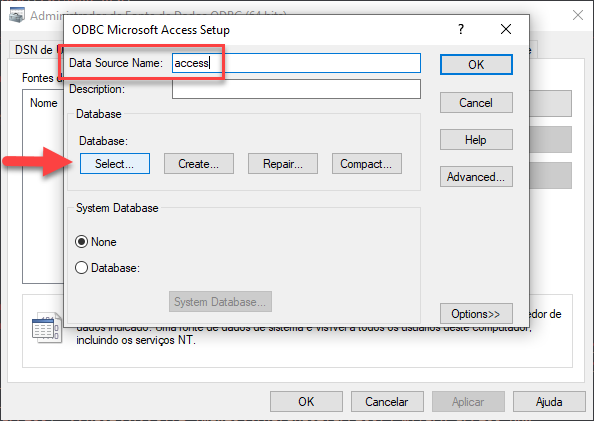 Administrador de Fonte de Dados ODBC (64 bits)
ODBC Microsoft Access Setup
DSN de
Data Source Name: access
OK
Fontes d
Description:
Nome
Database
Cancel
Database:
Help
Select... Create... Repair... Compact...
Advanced...
System Database
None
Database:
System Database...
Options>>
edor de
dados indicado. Uma fonte de dados de sistema é visível a todos os usuários deste computador,
incluindo os serviços NT.
OK Cancelar Aplicar Ajuda